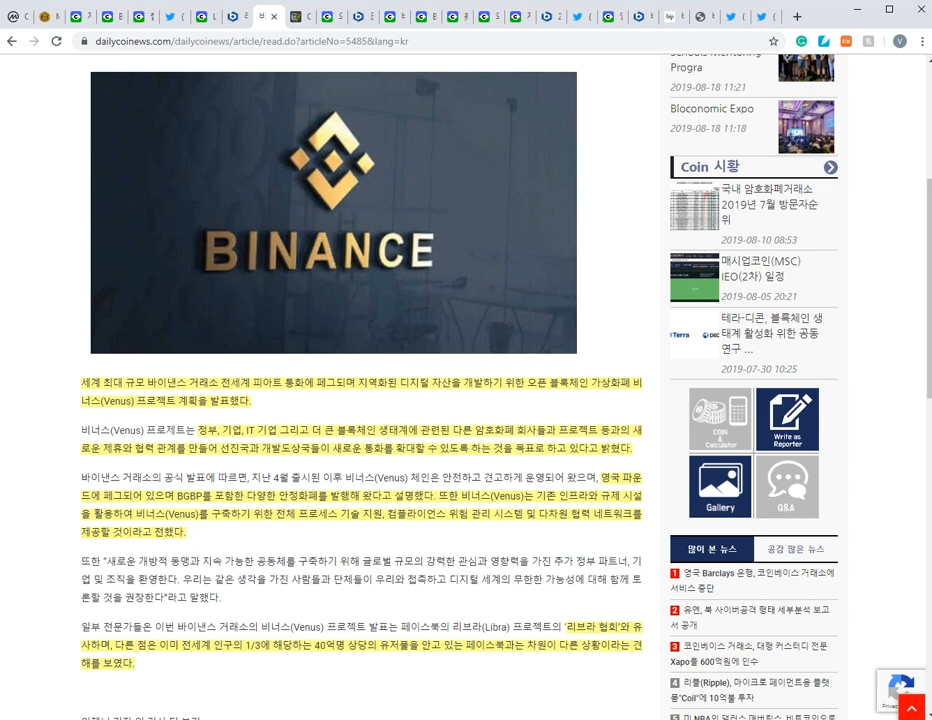 dailycoinews.com/dailycoinews/article/read.do?articleNo=5485&lang=kr
BINANCE
세계 최대 규모 바이낸스 거래소 전세계 피아트 통화에 페그되며 지역화된 디지털 자산을 개발하기 위한 오픈 블록체인 가상화폐 비
너스(Venus) 프로젝트 계획을 발표했다.
비너스(Venus) 프로제트는 정부, 기업, IT 기업 그리고 더 큰 블록체인 생태계에 관련된 다른 암호화폐 회사들과 프로젝트 등과의 새
로운 제휴와 협력 관계를 만들어 선진국과 개발도상국들이 새로운 통화를 확대할 수 있도록 하는 것을 목표로 하고 있다고 밝혔다.
바이낸스 거래소의 공식 발표에 따르면, 지난 4월 출시된 이후 비너스(Venus) 체인은 안전하고 견고하게 운영되어 왔으며, 영국 파운
드에 페그되어 있으며 BGBP를 포함한 다양한 안정화폐를 발행해 왔다고 설명했다. 또한 비너스(Venus)는 기존 인프라와 규제 시설
을 활용하여 비너스(Venus)를 구축하기 위한 전체 프로세스 기술 지원, 컴플라이언스 위험 관리 시스템 및 다차원 협력 네트워크를
제공할 것이라고 전했다.
또한 "새로운 개방적 동맹과 지속 가능한 공동체를 구축하기 위해 글로벌 규모의 강력한 관심과 영향력을 가진 추가 정부 파트너, 기
업 및 조직을 환영한다. 우리는 같은 생각을 가진 사람들과 단체들이 우리와 접촉하고 디지털 세계의 무한한 가능성에 대해 함께 토
론할 것을 권장한다"라고 말했다.
일부 전문가들은 이번 바이낸스 거래소의 비너스(Venus) 프로젝트 발표는 페이스북의 리브라(Libra) 프로젝트의 '리브라 협회'와 유
사하며, 다른 점은 이미 전세계 인구의 1/3에 해당하는 40억명 상당의 유저풀을 안고 있는 페이스북과는 차원이 다른 상황이라는 견
해를 보였다.
Progra
2019-08-18 11:21
Bloconomic Expo
2019-08-18 11:18
Coin 시황
국내 암호화폐거래소
2019년 7월 방문자순
위
2019-08-10 08:53
매시업코인(MSC)
IEO(2차) 일정
2019-08-05 20:21
Terra
DEC
테라-디콘, 블록체인 생
태계 활성화 위한 공동
연구 ...
2019-07-30 10:25
COIN
&
Calculator
Write as
Reporter
Gallery
Q&A
많이 본 뉴스
공감 많은 뉴스
1 영국 Barclays 은행, 코인베이스 거래소에
서비스 중단
2 유엔, 북 사이버공격 형태 세부분석 보고
서 공개
3 코인베이스 거래소, 대형 커스터디 전문
Xapo를 600억원에 인수
4 리플(Ripple), 마이크로 페이먼트용 플랫
폼"Coil"에 10억불 투자
5 미 NBA의 댈러스 매버릭스, 비트코인으로